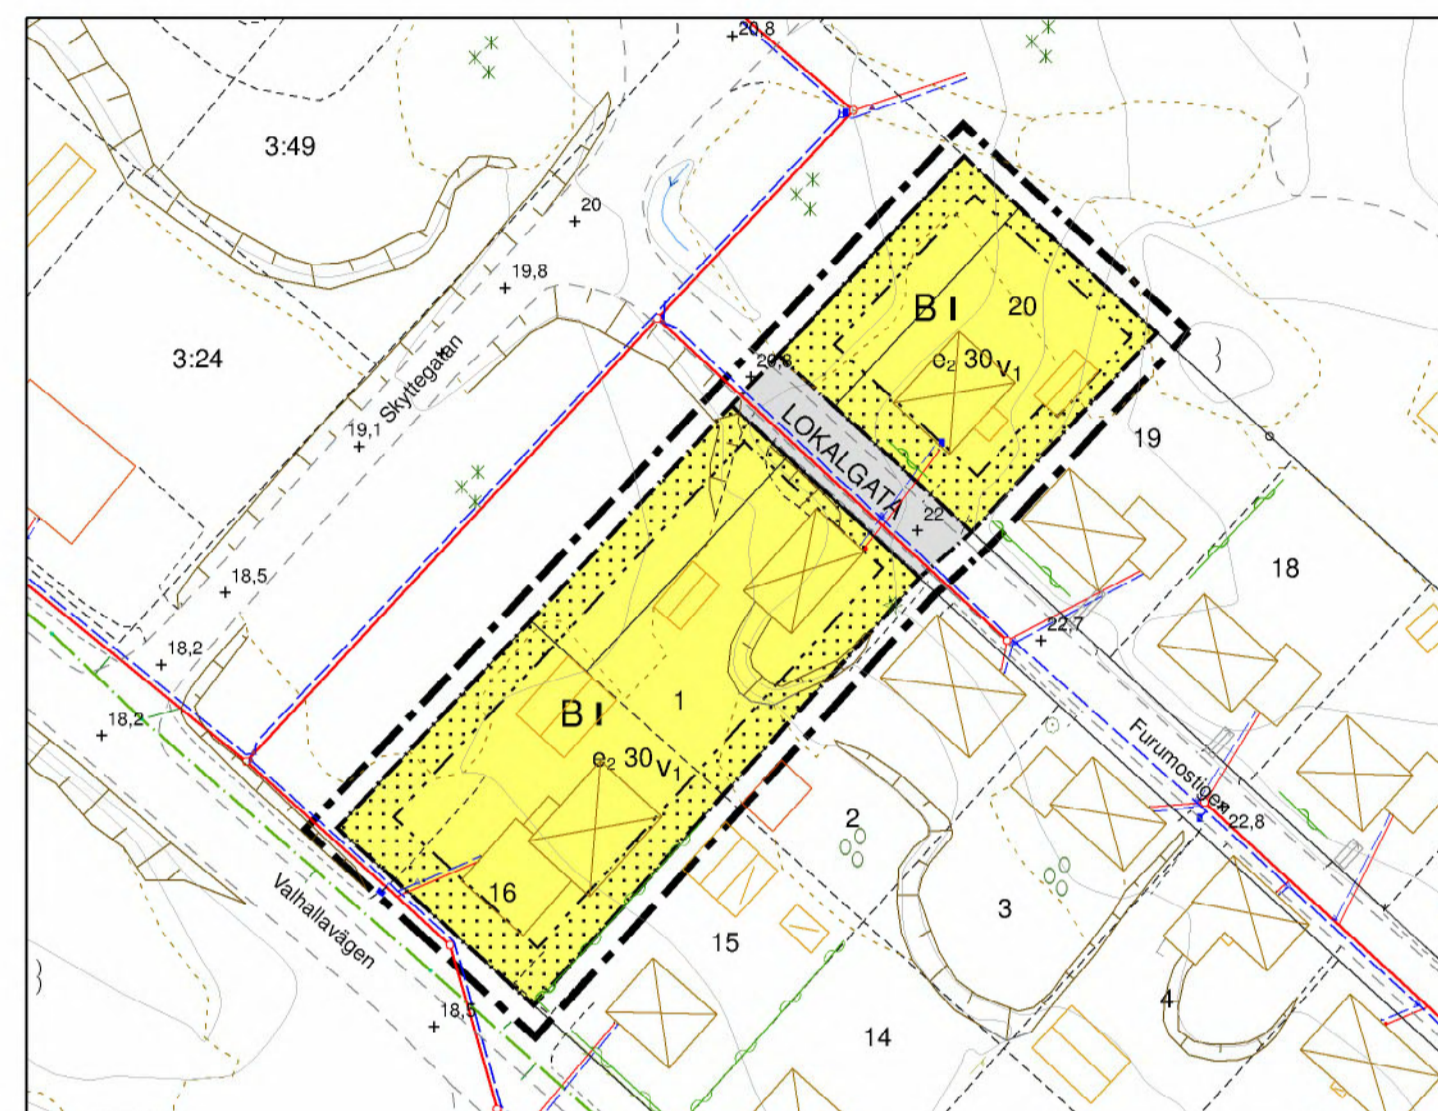 20,8
3:49
20
19,8
B I
20
e₂ 30 v₁
3:24
Skyttegatan
19,1
LOKALGATA
19
22
18,5
18
22,7
18,2
1
B I
18,2
e₂ 30 v₁
Furumostigen
22,8
2
16
3
Valhallavägen
15
4
18,5
14